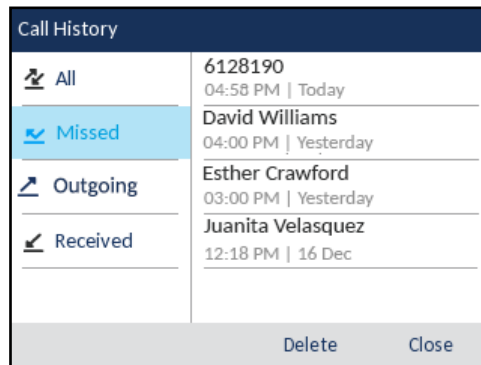 Call History
All
Missed
Outgoing
Received
6128190
04:58 PM | Today
David Williams
04:00 PM | Yesterday
Esther Crawford
03:00 PM | Yesterday
Juanita Velasquez
12:18 PM | 16 Dec
Delete
Close